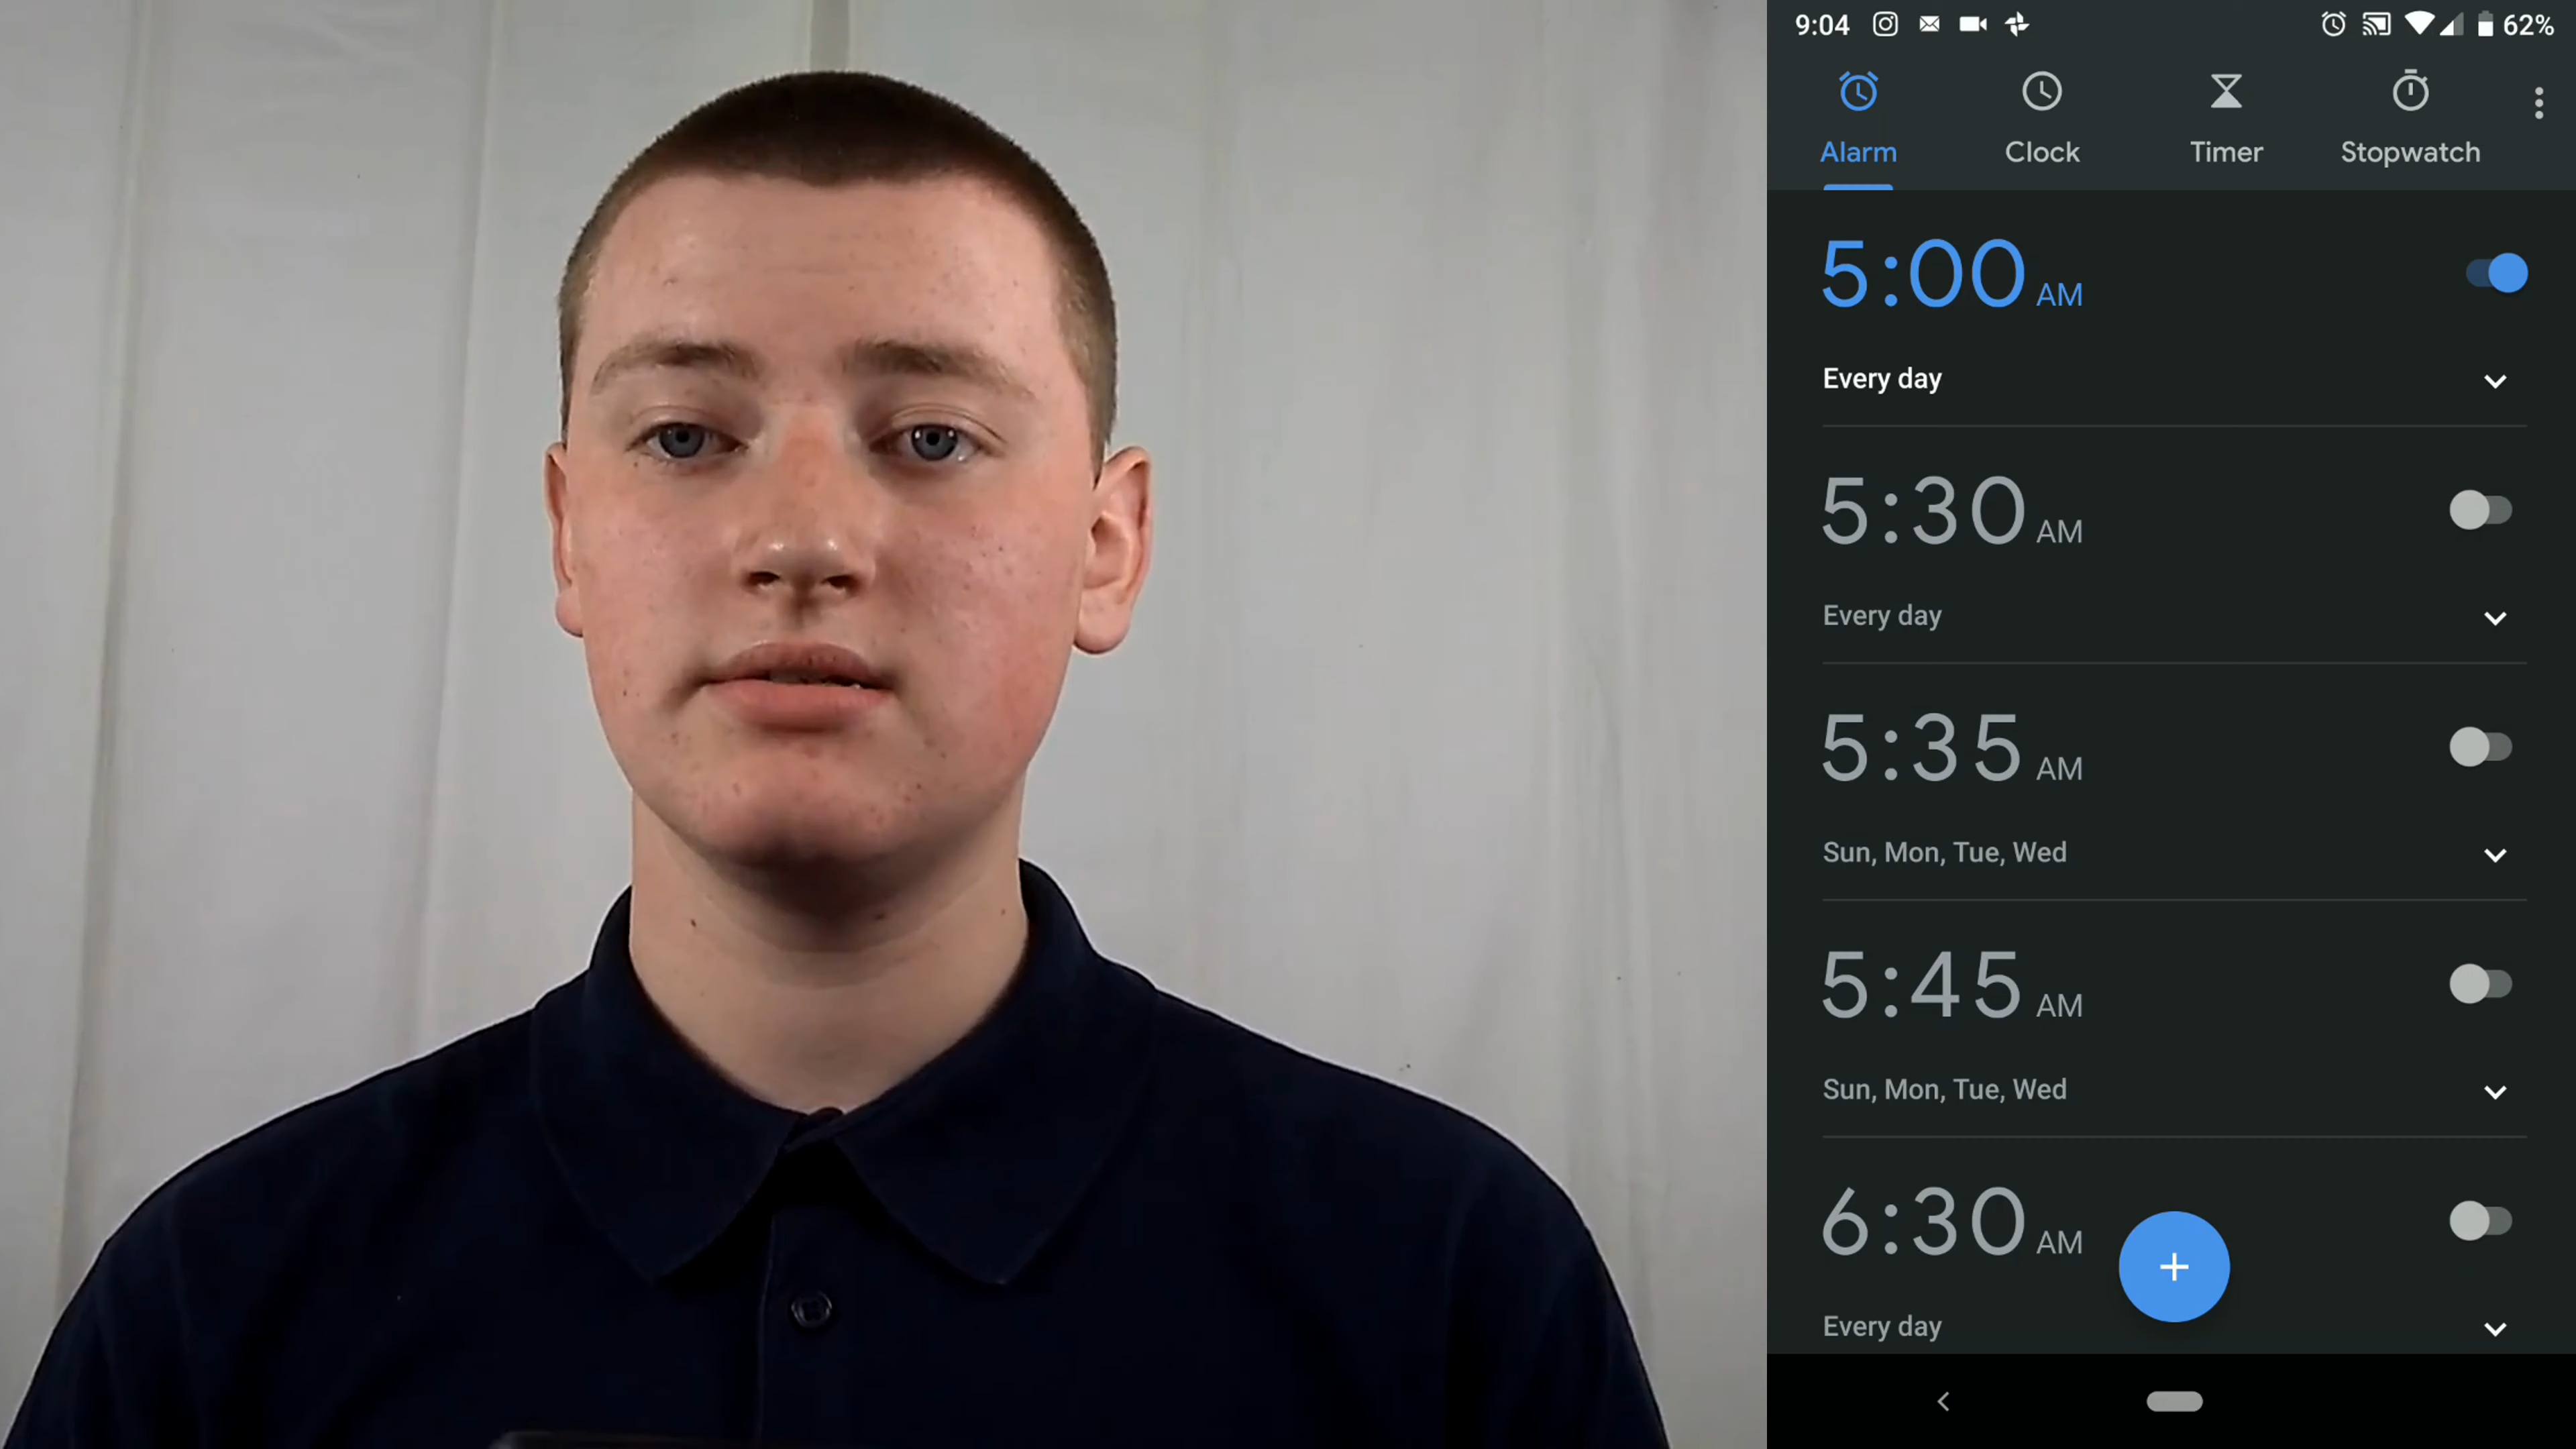 9:04 62%
Alarm Clock Timer Stopwatch
5:00 AM
Every day
5:30 AM
Every day
5:35 AM
Sun, Mon, Tue, Wed
5:45 AM
Sun, Mon, Tue, Wed
6:30 AM
Every day